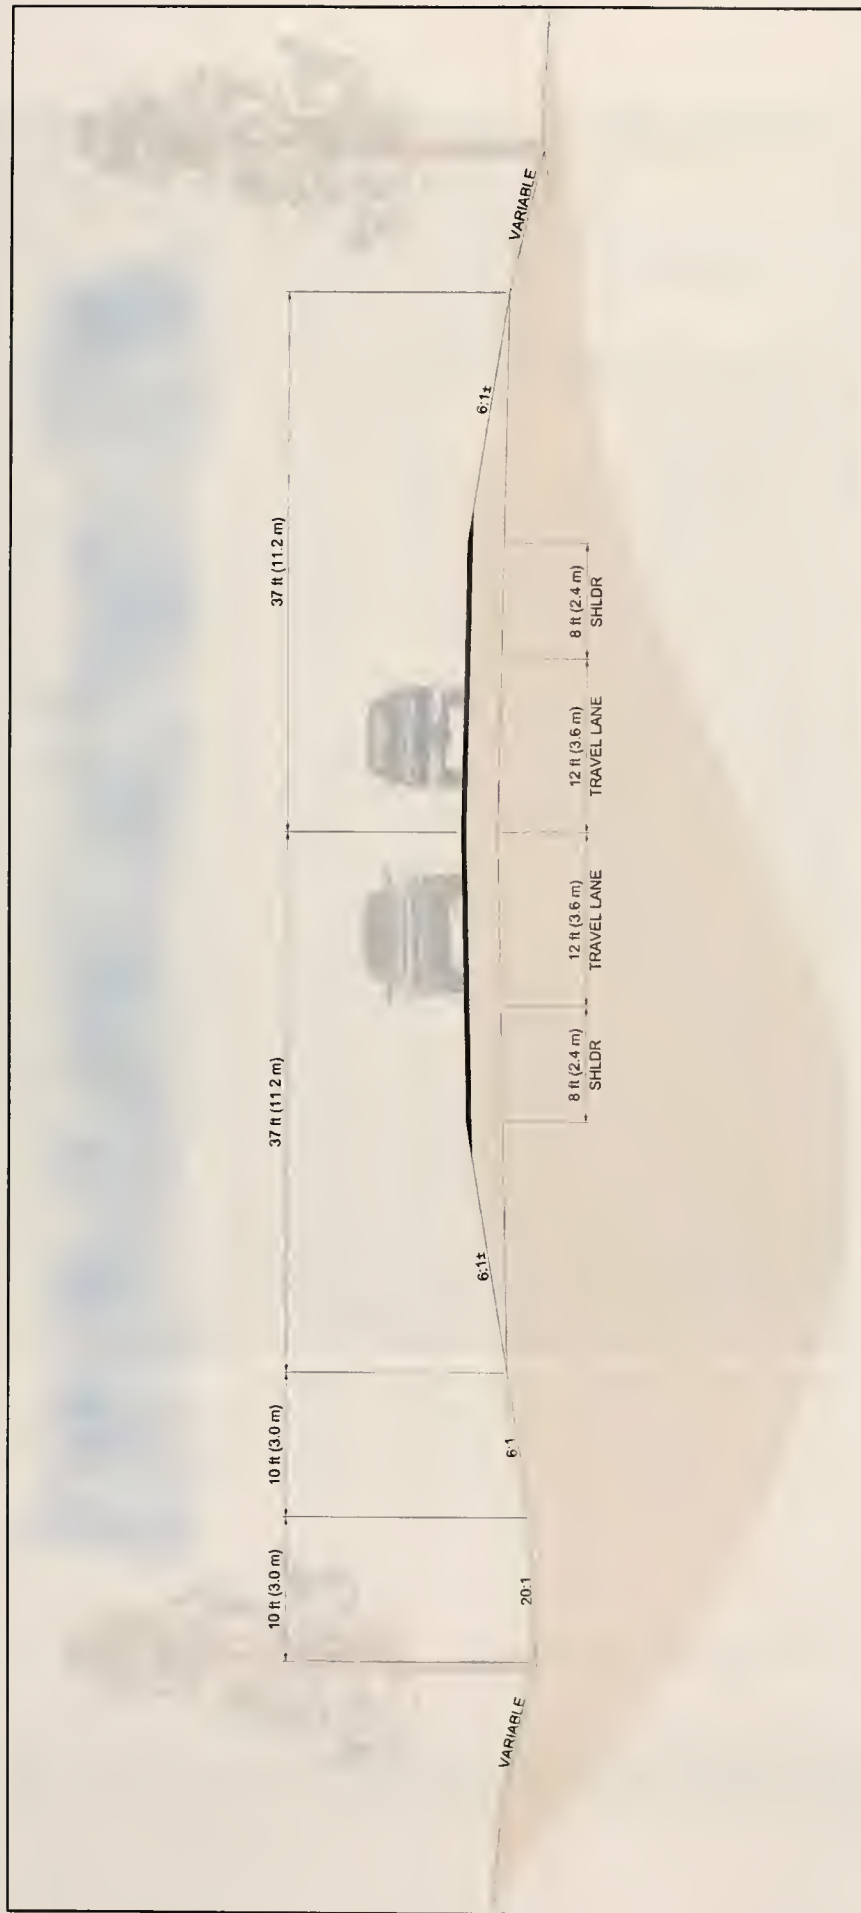 10 ft (3.0 m)
10 ft (3.0 m)
37 ft (11.2 m)
37 ft (11.2 m)
VARIABLE
20:1
6:1
6:1±
6:1±
VARIABLE
8 ft (2.4 m)
SHLDR
12 ft (3.6 m)
TRAVEL LANE
12 ft (3.6 m)
TRAVEL LANE
8 ft (2.4 m)
SHLDR